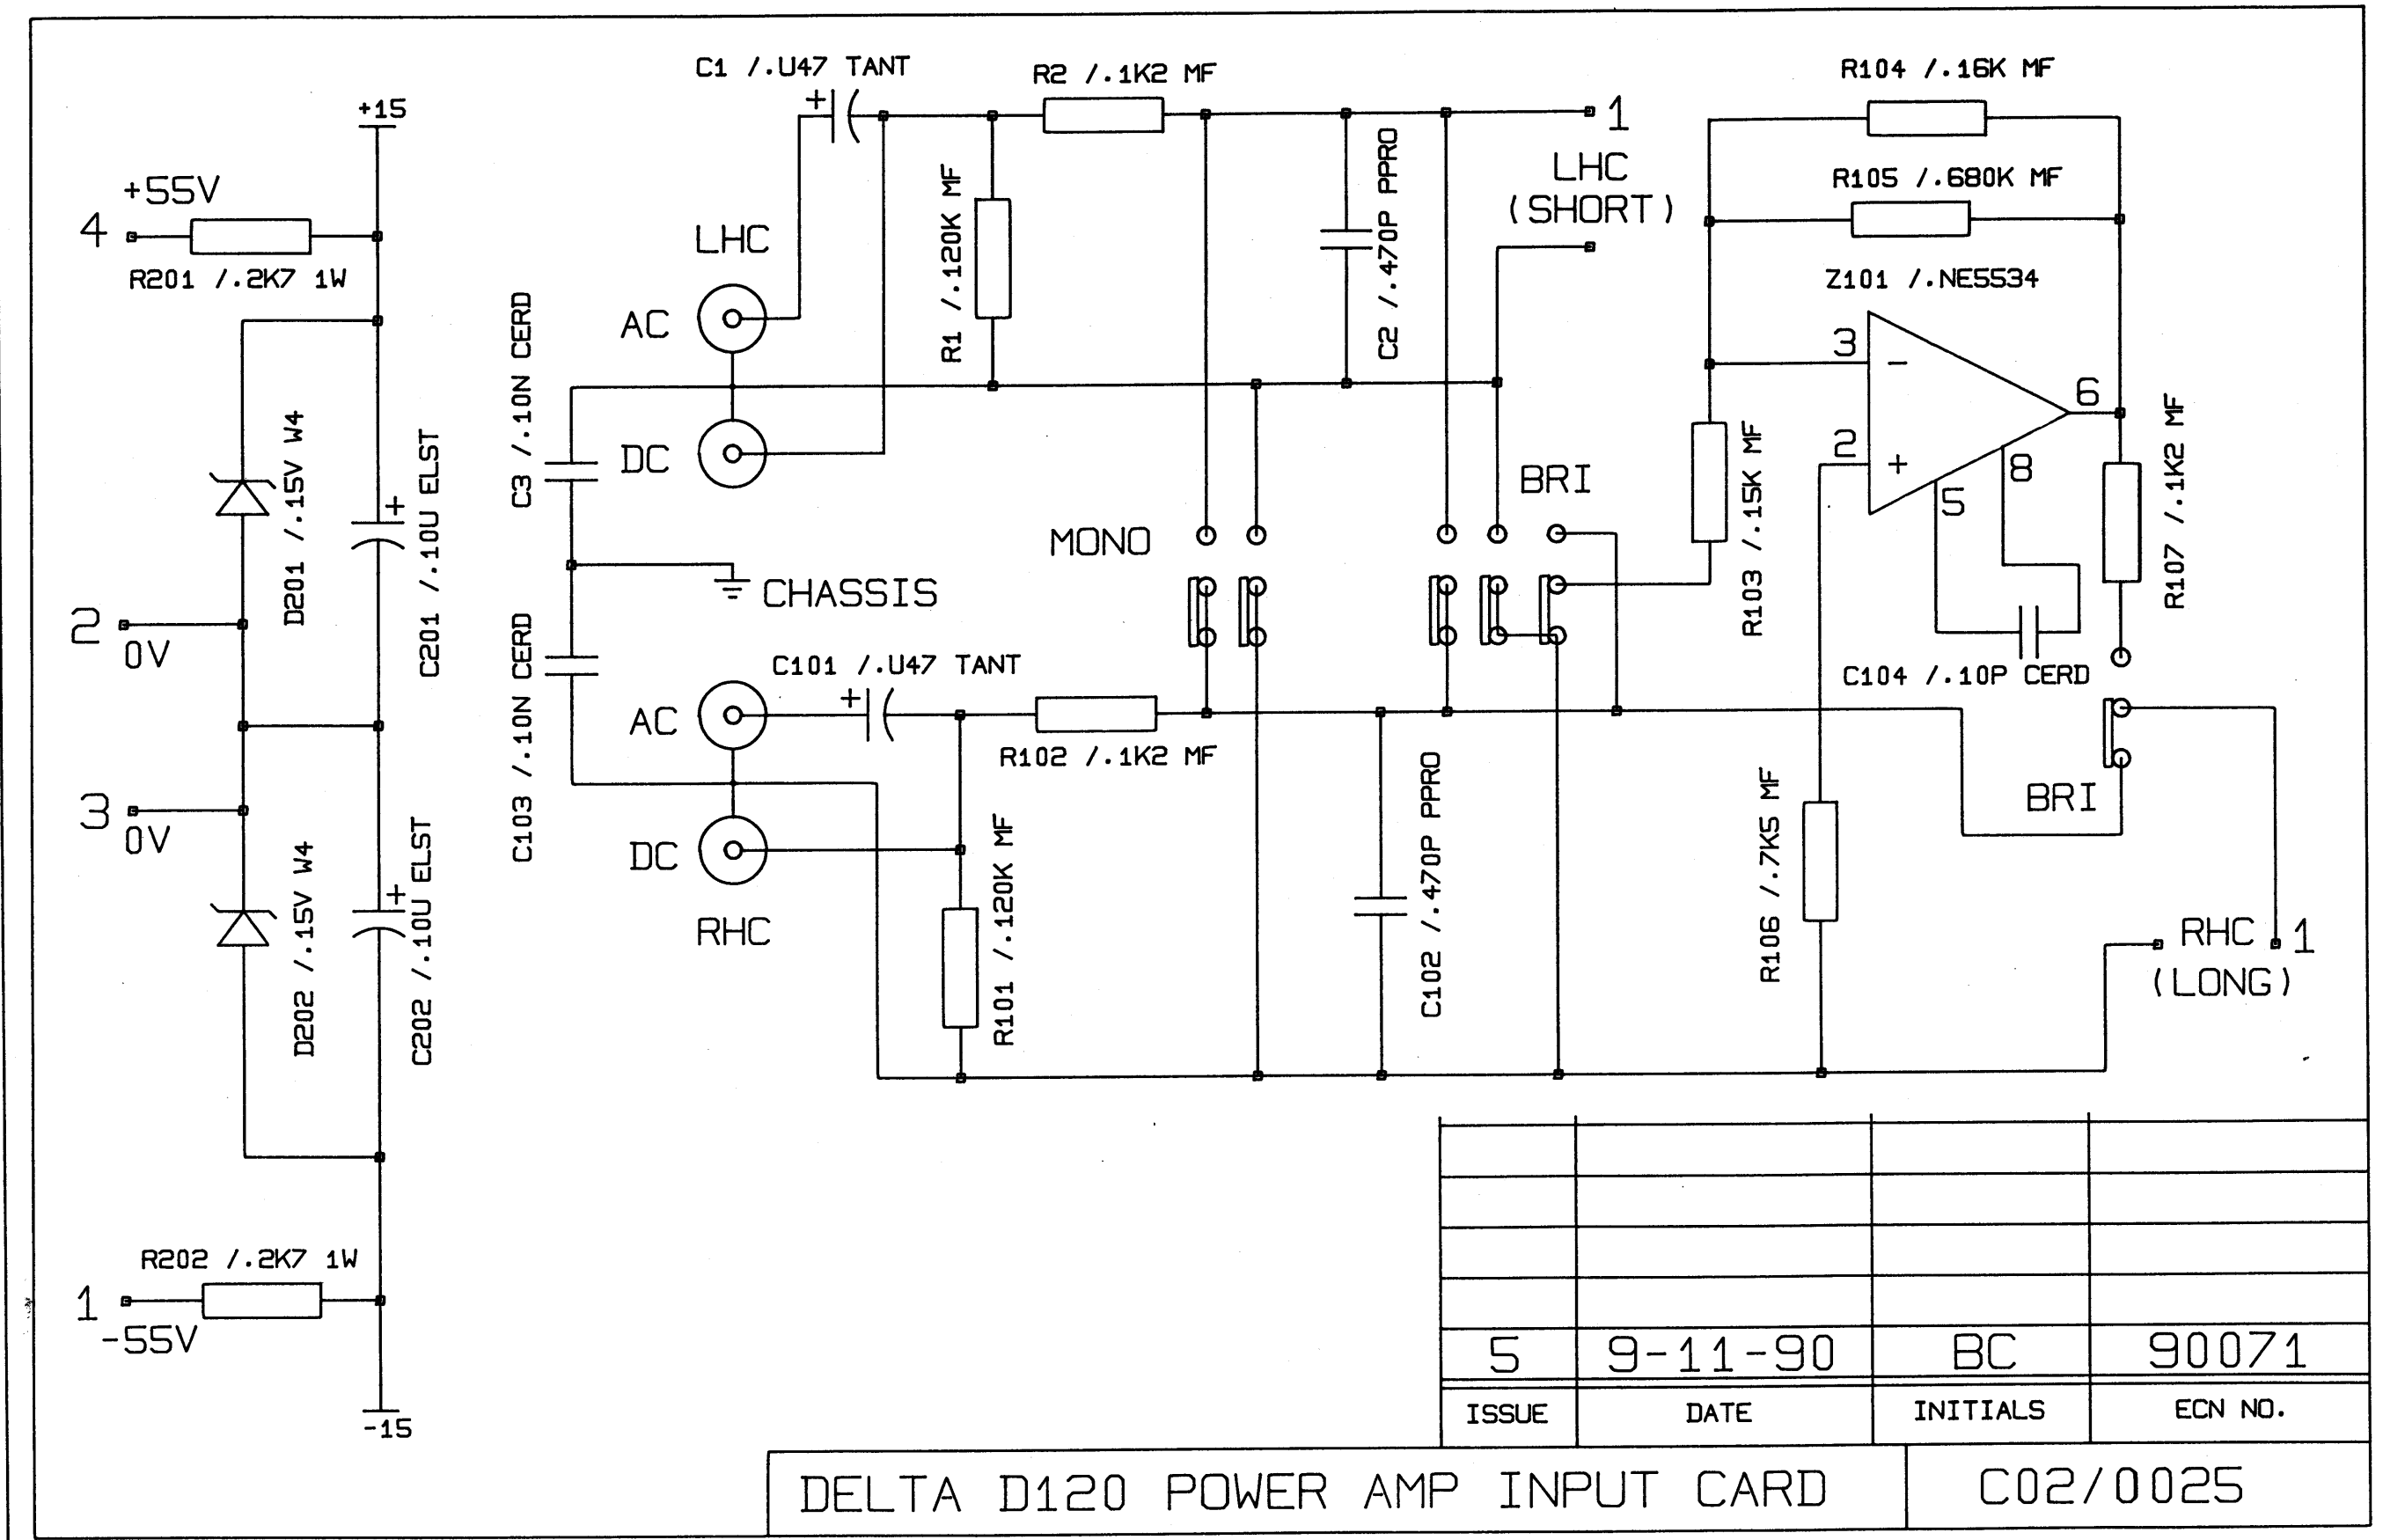 C1 /.U47 TANT
R2 /.1K2 MF
R104 /.16K MF
+15
1
LHC
(SHORT)
+55V
4
R201 /.2K7 1W
R1 /.120K MF
C2 /.470P PPRO
R105 /.680K MF
Z101 /.NE5534
LHC
AC
DC
C3 /.10N CERD
3
-
2
+
6
5
8
D201 /.15V W4
+
C201 /.10U ELST
+
BRI
MONO
R103 /.15K MF
R107 /.1K2 MF
CHASSIS
2
0V
C101 /.U47 TANT
+
C104 /.10P CERD
C103 /.10N CERD
AC
R102 /.1K2 MF
BRI
3
0V
DC
R101 /.120K MF
C102 /.470P PPRO
R106 /.7K5 MF
D202 /.15V W4
+
C202 /.10U ELST
RHC
RHC
1
(LONG)
R202 /.2K7 1W
1
-55V
-15
5 9-11-90 BC 90071
ISSUE DATE INITIALS ECN NO.
DELTA D120 POWER AMP INPUT CARD C02/0025